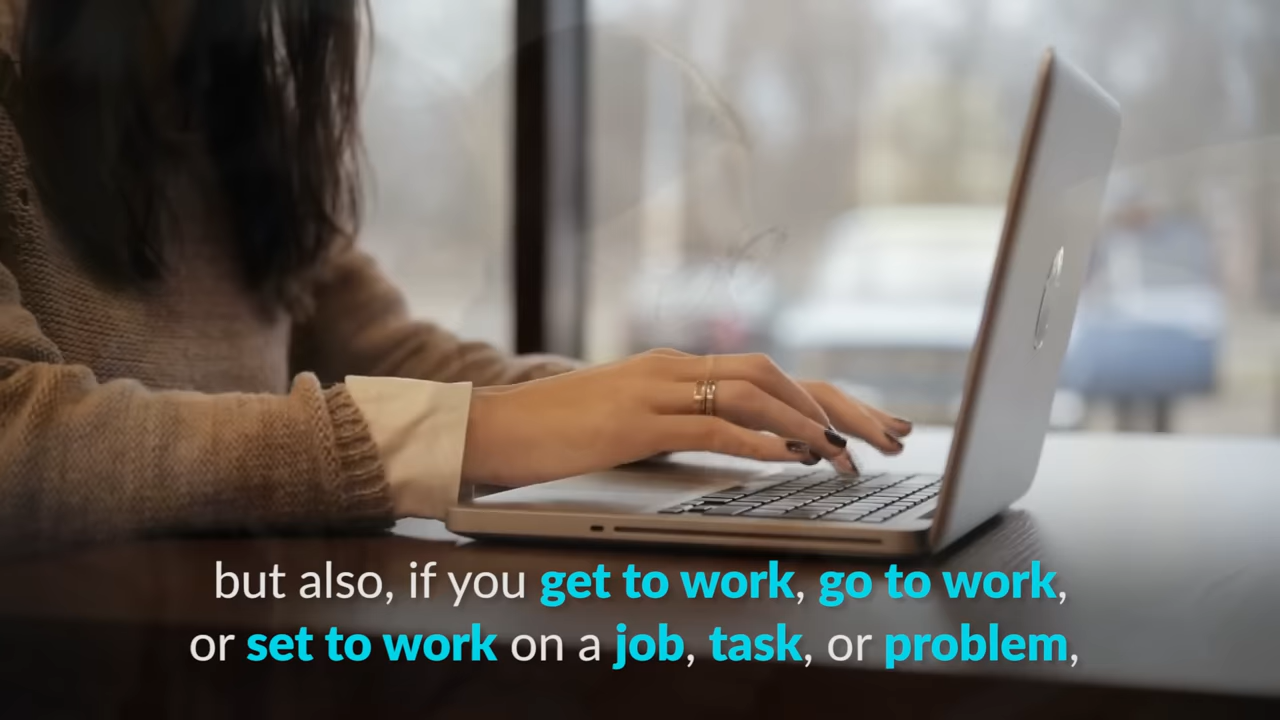 but also, if you get to work, go to work,
or set to work on a job, task, or problem,